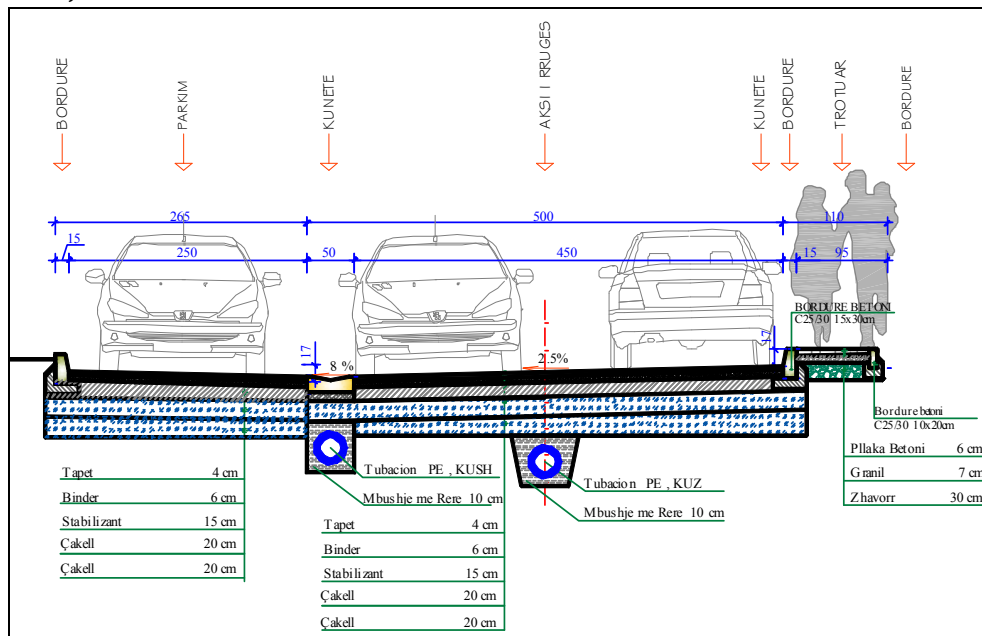 BORDURE
PARKIM
KUNETE
AKSI I RRUGES
KUNETE
BORDURE
TROTUAR
BORDURE
265
500
110
15
250
50
450
15
95
BORDURE BETONI
C25/30 15x30cm
17
17
8 %
2.5%
Bordure betoni
C25/30 10x20cm
Tapet 4 cm
Binder 6 cm
Stabilizant 15 cm
Çakell 20 cm
Çakell 20 cm
Tubacion PE , KUSH
Mbushje me Rere 10 cm
Tapet 4 cm
Binder 6 cm
Stabilizant 15 cm
Çakell 20 cm
Çakell 20 cm
Tubacion PE , KUZ
Mbushje me Rere 10 cm
Pllaka Betoni 6 cm
Granil 7 cm
Zhavorr 30 cm